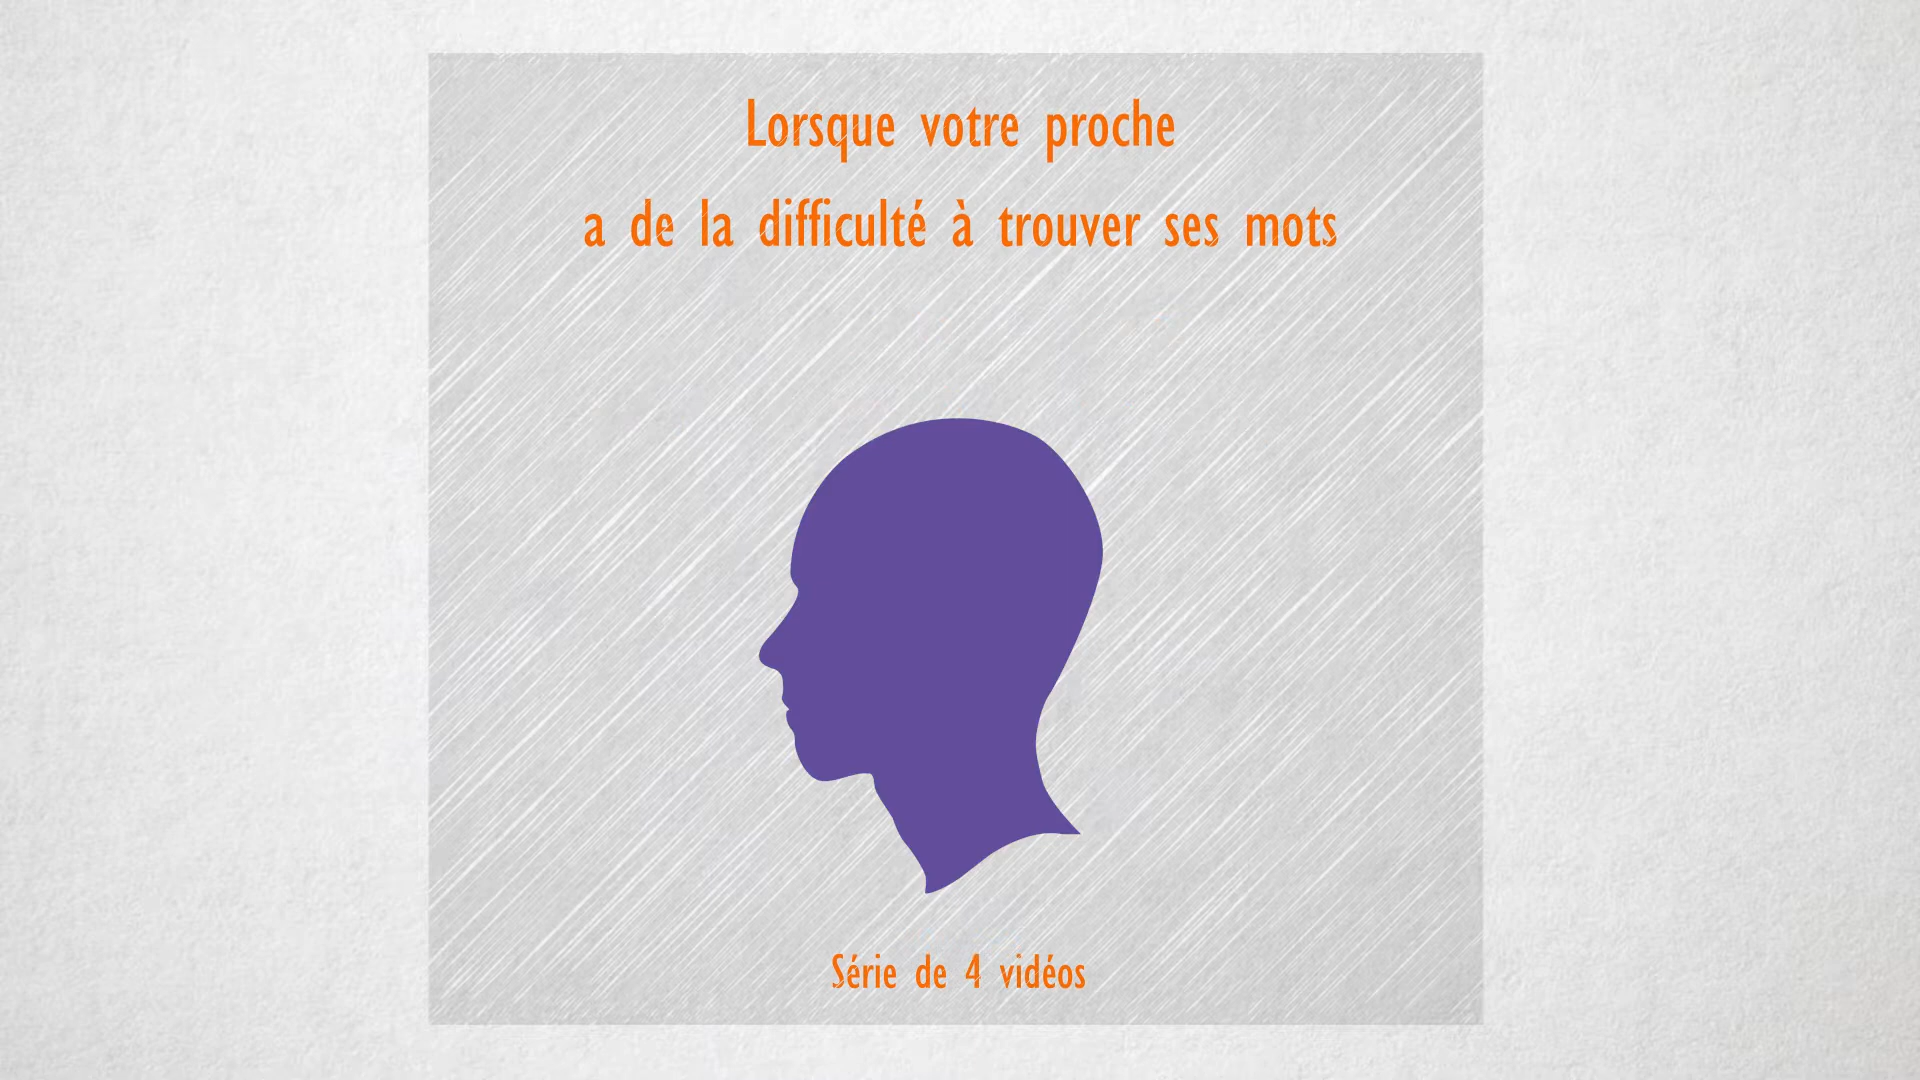 Lorsque votre proche
a de la difficulté à trouver ses mots
Série de 4 vidéos